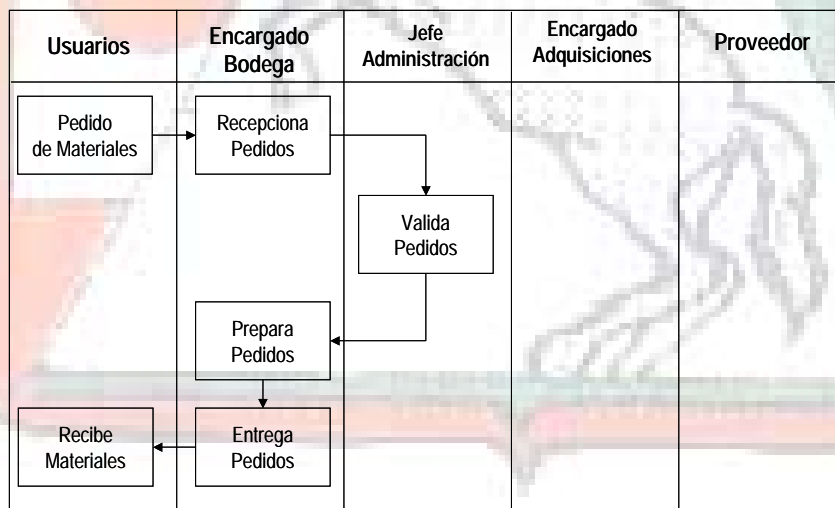 Usuarios
Encargado
Bodega
Jefe
Administración
Encargado
Adquisiciones
Proveedor
Pedido
de Materiales
Recepciona
Pedidos
Valida
Pedidos
Prepara
Pedidos
Recibe
Materiales
Entrega
Pedidos